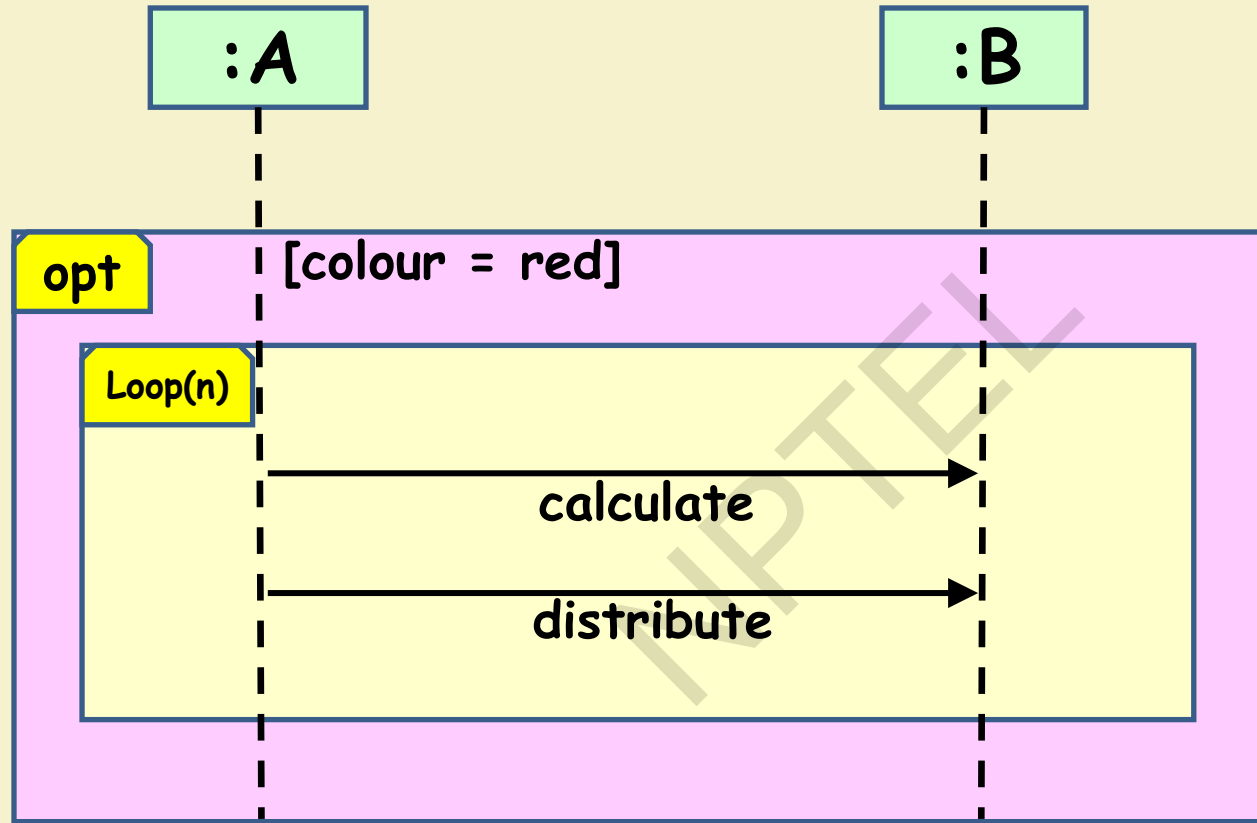 :A
:B
opt
[colour = red]
Loop(n)
calculate
distribute
NPTEL